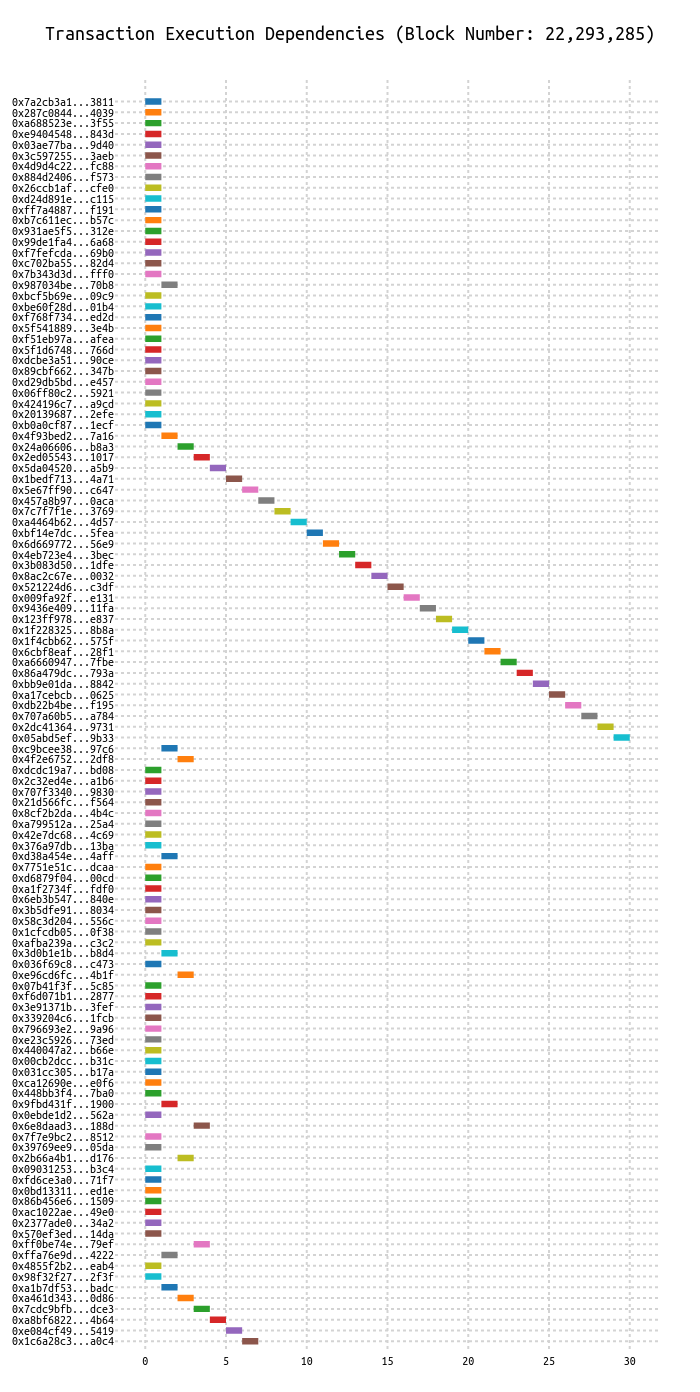 Transaction Execution Dependencies (Block Number: 22,293,285)
0x7a2cb3a1...3811
0x287c0844...4039
0xa688523e...3f55
0xe9404548...843d
0x03ae77ba...9d40
0x3c597255...3aeb
0x4d9d4c22...fc88
0x884d2406...f573
0x26ccb1af...cfe0
0xd24d891e...c115
0xff7a4887...f191
0xb7c611ec...b57c
0x931ae5f5...312e
0x99de1fa4...6a68
0xf7fefcda...69b0
0xc702ba55...82d4
0x7b343d3d...fff0
0x987034be...70b8
0xbcf5b69e...09c9
0xbe60f28d...01b4
0xf768f734...ed2d
0x5f541889...3e4b
0xf51eb97a...afea
0x5f1d6748...766d
0xdcbe3a51...90ce
0x89cbf662...347b
0xd29db5bd...e457
0x06ff80c2...5921
0x424196c7...a9cd
0x20139687...2efe
0xb0a0cf87...1ecf
0x4f93bed2...7a16
0x24a06606...b8a3
0x2ed05543...1017
0x5da04520...a5b9
0x1bedf713...4a71
0x5e67ff90...c647
0x457a8b97...0aca
0x7c7f7f1e...3769
0xa4464b62...4d57
0xbf14e7dc...5fea
0x6d669772...56e9
0x4eb723e4...3bec
0x3b083d50...1dfe
0x8ac2c67e...0032
0x521224d6...c3df
0x009fa92f...e131
0x9436e409...11fa
0x123ff978...e837
0x1f228325...8b8a
0x1f4cbb62...575f
0x6cbf8eaf...28f1
0xa6660947...7fbe
0x86a479dc...793a
0xbb9e01da...8842
0xa17cebcb...0625
0xdb22b4be...f195
0x707a60b5...a784
0x2dc41364...9731
0x05abd5ef...9b33
0xc9bcee38...97c6
0x4f2e6752...2df8
0xdcdc19a7...bd08
0x2c32ed4e...a1b6
0x707f3340...9830
0x21d566fc...f564
0x8cf2b2da...4b4c
0xa799512a...25a4
0x42e7dc68...4c69
0x376a97db...13ba
0xd38a454e...4aff
0x7751e51c...dcaa
0xd6879f04...00cd
0xa1f2734f...fdf0
0x6eb3b547...840e
0x3b5dfe91...8034
0x58c3d204...556c
0x1cfcdb05...0f38
0xafba239a...c3c2
0x3d0b1e1b...b8d4
0x036f69c8...c473
0xe96cd6fc...4b1f
0x07b41f3f...5c85
0xf6d071b1...2877
0x3e91371b...3fef
0x339204c6...1fcb
0x796693e2...9a96
0xe23c5926...73ed
0x440047a2...b66e
0x00cb2dcc...b31c
0x031cc305...b17a
0xca12690e...e0f6
0x448bb3f4...7ba0
0x9fbd431f...1900
0x0ebde1d2...562a
0x6e8daad3...188d
0x7f7e9bc2...8512
0x39769ee9...05da
0x2b66a4b1...d176
0x09031253...b3c4
0xfd6ce3a0...71f7
0x0bd13311...ed1e
0x86b456e6...1509
0xac1022ae...49e0
0x2377ade0...34a2
0x570ef3ed...14da
0xff0be74e...79ef
0xffa76e9d...4222
0x4855f2b2...eab4
0x98f32f27...2f3f
0xa1b7df53...badc
0xa461d343...0d86
0x7cdc9bfb...dce3
0xa8bf6822...4b64
0xe084cf49...5419
0x1c6a28c3...a0c4
0 5 10 15 20 25 30